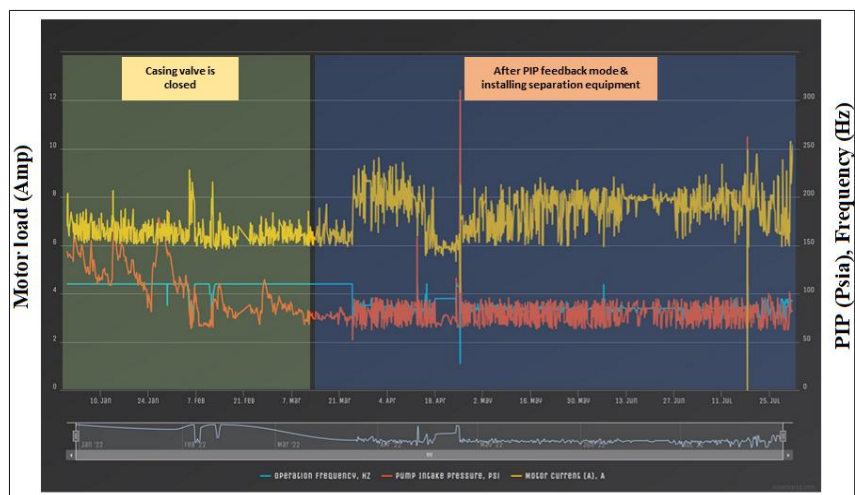 Casing valve is
closed
After PIP feedback mode &
installing separation equipment
Motor load (Amp)
12
10
8
6
4
2
0
300
250
200
150
100
50
0
PIP (Psia), Frequency (Hz)
10. Jan 24. Jan 7. Feb 21. Feb 7. Mar 21. Mar 4. Apr 18. Apr 2. May 16. May 30. May 13. Jun 27. Jun 11. Jul 25. Jul
Jan '22 Feb '22 Mar '22
Operation Frequency, HZ Pump Intake Pressure, PSI Motor Current (A), A